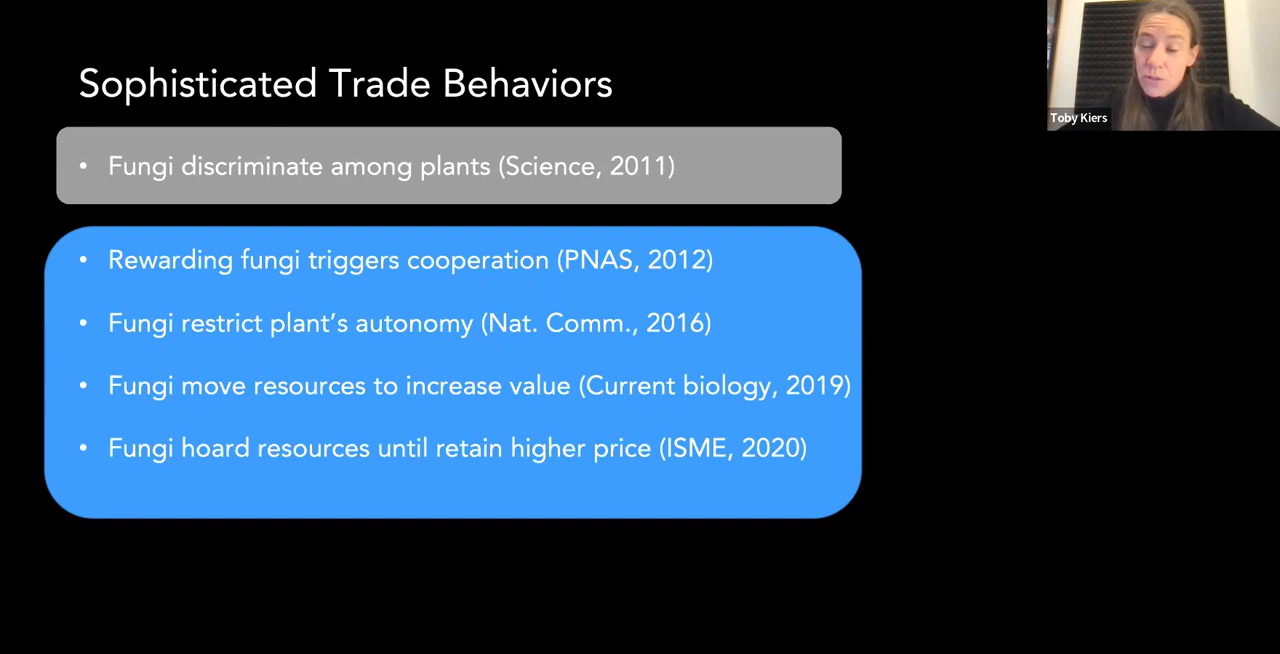 Sophisticated Trade Behaviors
Toby Kiers
• Fungi discriminate among plants (Science, 2011)
• Rewarding fungi triggers cooperation (PNAS, 2012)
• Fungi restrict plant’s autonomy (Nat. Comm., 2016)
• Fungi move resources to increase value (Current biology, 2019)
• Fungi hoard resources until retain higher price (ISME, 2020)